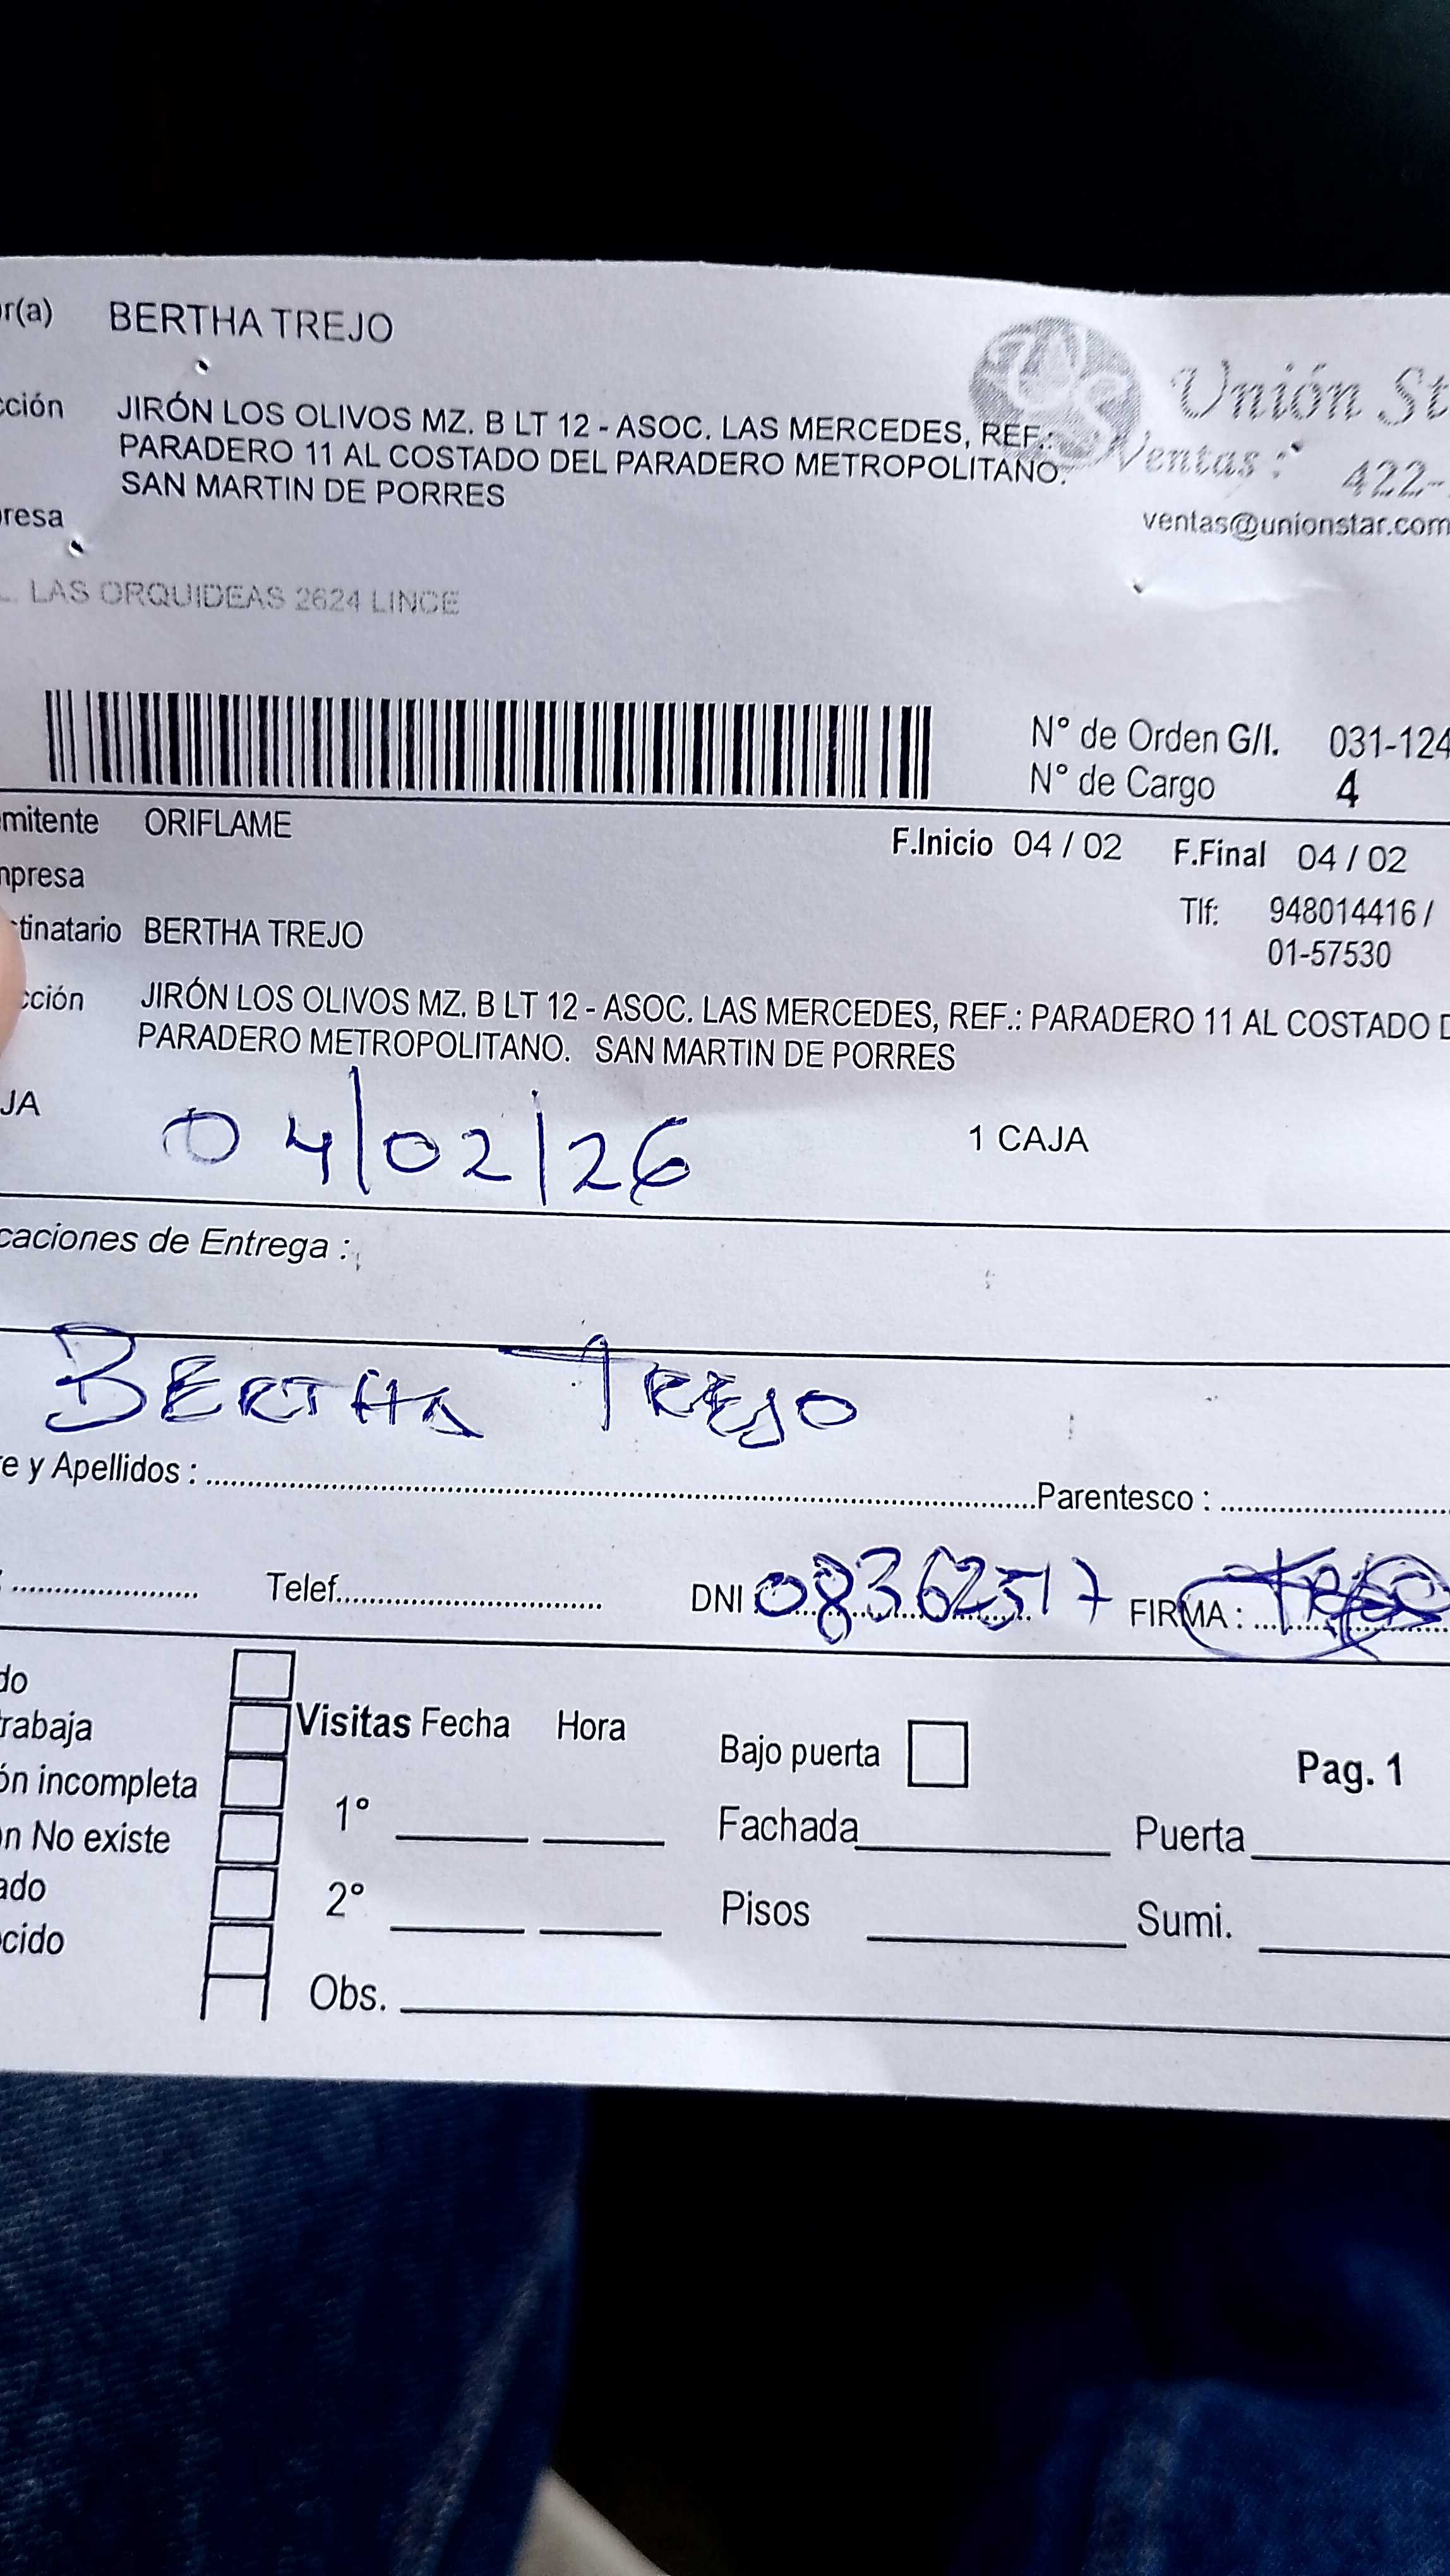 r(a) BERTHA TREJO
cción JIRÓN LOS OLIVOS MZ. B LT 12 - ASOC. LAS MERCEDES, REF.:
PARADERO 11 AL COSTADO DEL PARADERO METROPOLITANO.
SAN MARTIN DE PORRES
resa
Unión St
Ventas : 422-
ventas@unionstar.com
LAS ORQUIDEAS 2624 LINCE
N° de Orden G/I. 031-124
N° de Cargo 4
mitente ORIFLAME F.Inicio 04 / 02 F.Final 04 / 02
mpresa
Tlf: 948014416 /
01-57530
tinatario BERTHA TREJO
cción JIRÓN LOS OLIVOS MZ. B LT 12 - ASOC. LAS MERCEDES, REF.: PARADERO 11 AL COSTADO D
PARADERO METROPOLITANO. SAN MARTIN DE PORRES
JA 04/02/26 1 CAJA
caciones de Entrega :
BERTHA TREJO
e y Apellidos : Parentesco :
Telef. DNI 08362517 FIRMA : Trejo
do
rabaja Visitas Fecha Hora Bajo puerta Pag. 1
ón incompleta
1° Fachada Puerta
n No existe
ado 2° Pisos Sumi.
cido
Obs.